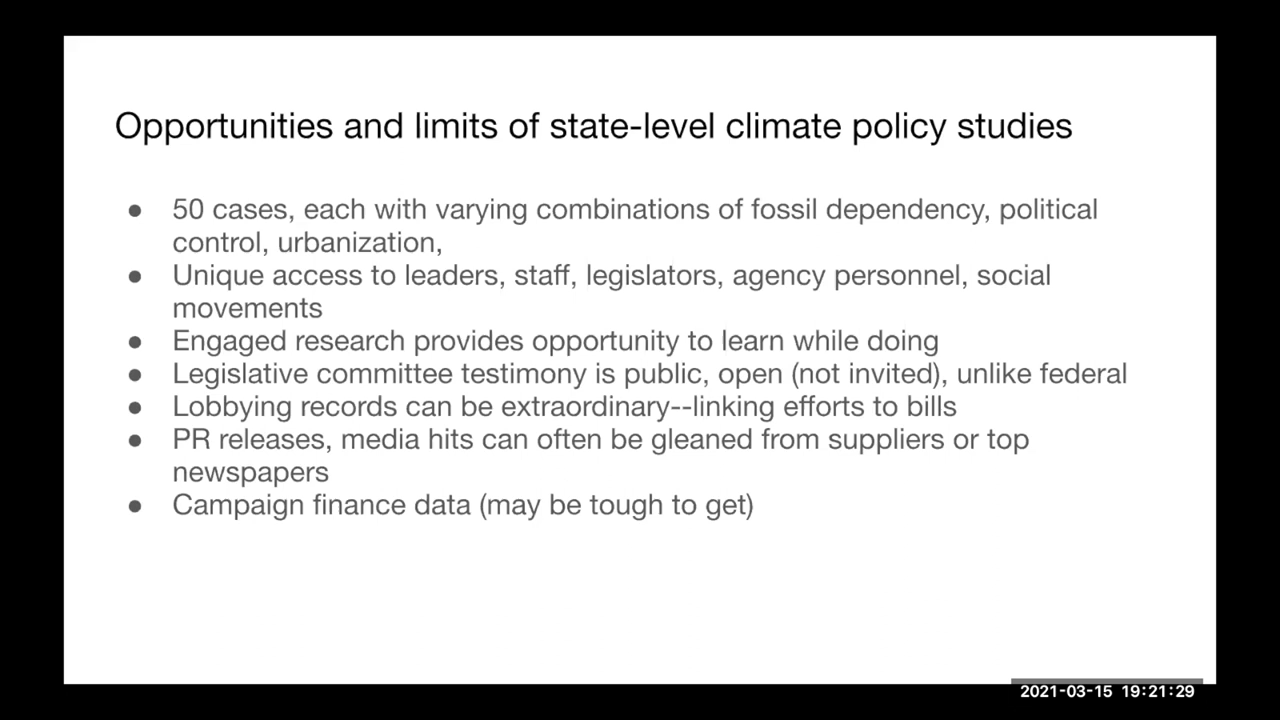 Opportunities and limits of state-level climate policy studies
● 50 cases, each with varying combinations of fossil dependency, political
control, urbanization,
● Unique access to leaders, staff, legislators, agency personnel, social
movements
● Engaged research provides opportunity to learn while doing
● Legislative committee testimony is public, open (not invited), unlike federal
● Lobbying records can be extraordinary--linking efforts to bills
● PR releases, media hits can often be gleaned from suppliers or top
newspapers
● Campaign finance data (may be tough to get)
2021-03-15 19:21:29